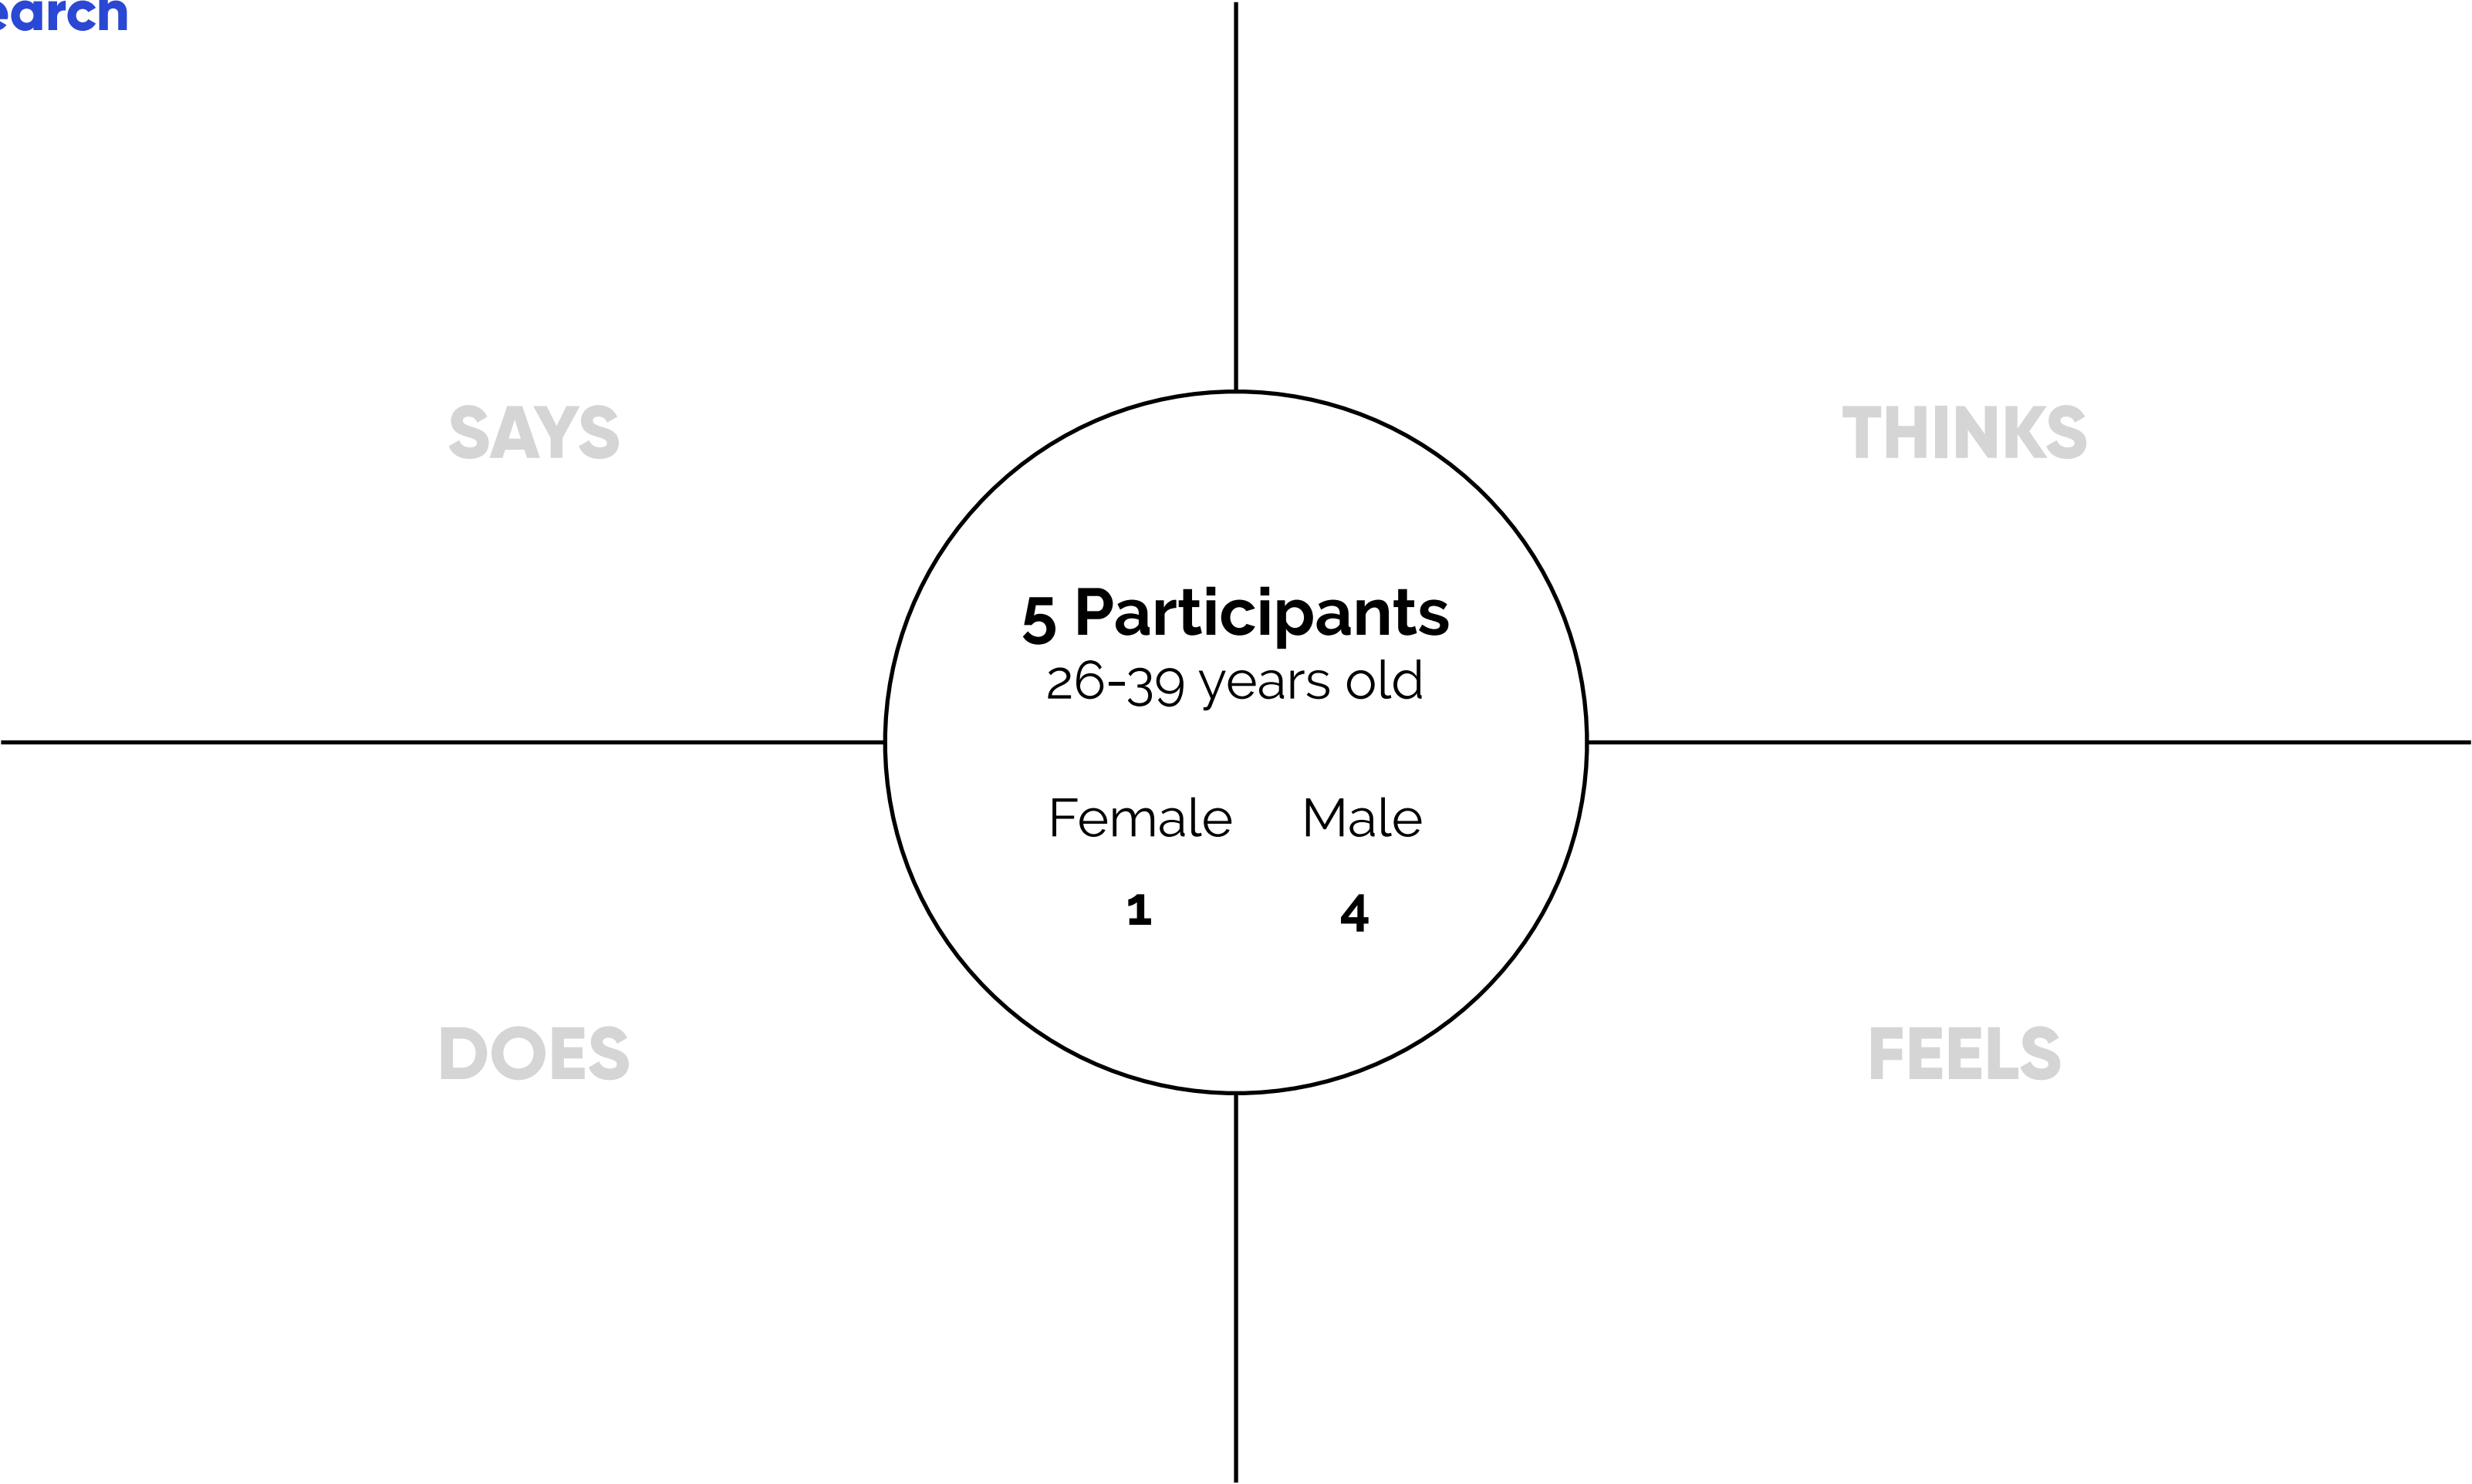 earch
SAYS
THINKS
5 Participants
26-39 years old
Female Male
1 4
DOES
FEELS